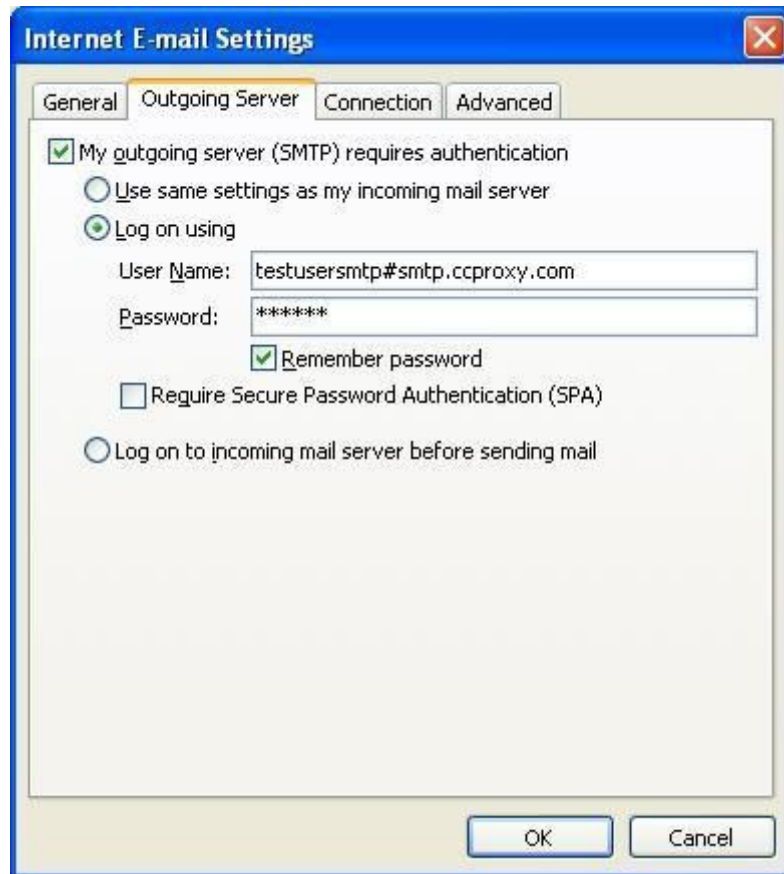 Internet E-mail Settings
General Outgoing Server Connection Advanced
My outgoing server (SMTP) requires authentication
Use same settings as my incoming mail server
Log on using
User Name: testusersmtp#smtp.ccproxy.com
Password: ******
Remember password
Require Secure Password Authentication (SPA)
Log on to incoming mail server before sending mail
OK Cancel